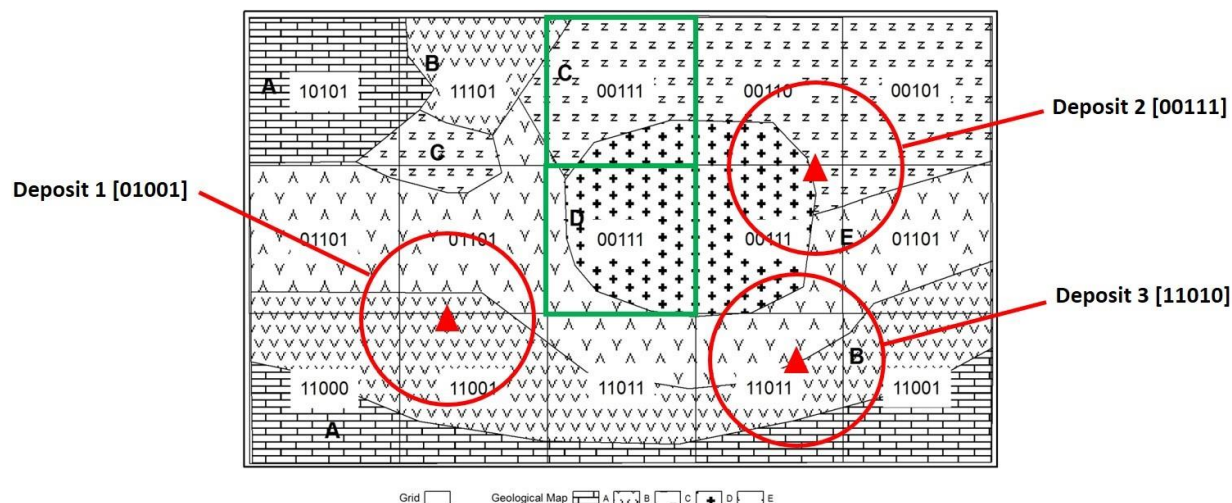 B
C
A 10101 11101 00111 00110 00101
Deposit 2 [00111]
C
Deposit 1 [01001]
D
01101 01101 00111 00111 E 01101
Deposit 3 [11010]
B
11000 11001 11011 11011 11001
A
Grid Geological Map A B C D E